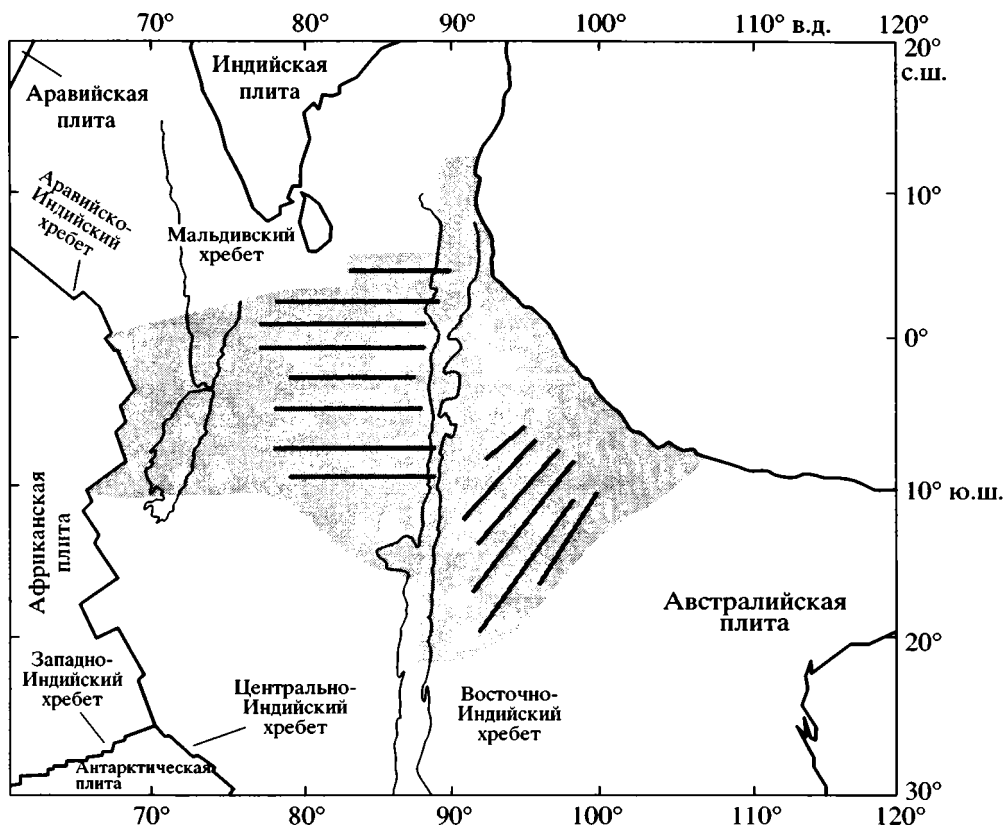 70°
80°
90°
100°
110° в.д.
120°
20°
с.ш.
Аравийская
плита
Индийская
плита
Аравийско-
Индийский
хребет
Мальдивский
хребет
10°
0°
10° ю.ш.
Африканская
плита
Австралийская
плита
20°
Западно-
Индийский
хребет
Центрально-
Индийский
хребет
Восточно-
Индийский
хребет
Антарктическая
плита
30°
70°
80°
90°
100°
110°
120°